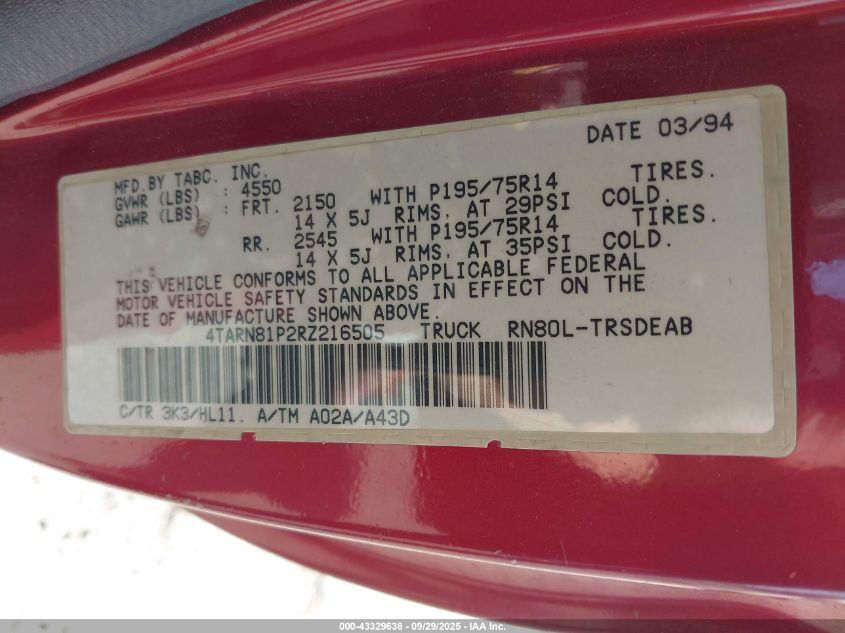 DATE 03/94
MFD.BY TABC. INC.
GVWR (LBS) : 4550
GAWR (LBS) : FRT. 2150 WITH P195/75R14 TIRES.
14 X 5J RIMS, AT 29PSI COLD.
RR. 2545 WITH P195/75R14 TIRES.
14 X 5J RIMS, AT 35PSI COLD.
THIS VEHICLE CONFORMS TO ALL APPLICABLE FEDERAL
MOTOR VEHICLE SAFETY STANDARDS IN EFFECT ON THE
DATE OF MANUFACTURE SHOWN ABOVE.
4TARN81P2RZ216505 TRUCK RN80L-TRSDEAB
C/TR 3K3/HL11. A/TM A02A/A43D
000-43329638 - 09/29/2025 - IAA Inc.